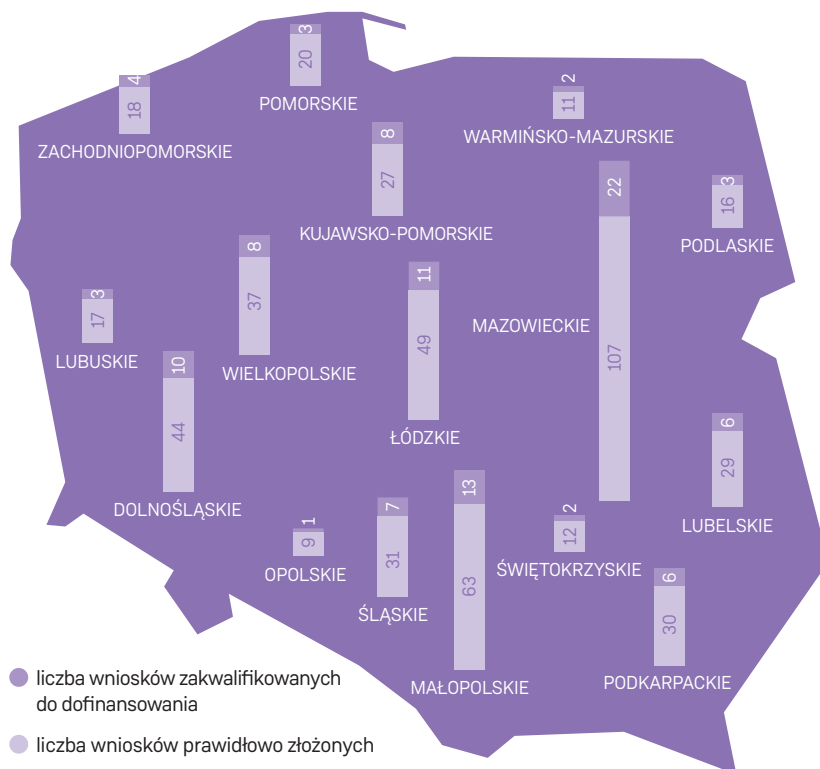 3
20
POMORSKIE
4
18
ZACHODNIOPOMORSKIE
2
11
WARMIŃSKO-MAZURSKIE
8
27
KUJAWSKO-POMORSKIE
22
107
MAZOWIECKIE
3
16
PODLASKIE
8
37
WIELKOPOLSKIE
11
49
ŁÓDZKIE
3
17
LUBUSKIE
10
44
DOLNOŚLĄSKIE
6
29
LUBELSKIE
1
9
OPOLSKIE
7
31
ŚLĄSKIE
13
63
MAŁOPOLSKIE
2
12
ŚWIĘTOKRZYSKIE
6
30
PODKARPACKIE
liczba wniosków zakwalifikowanych
do dofinansowania
liczba wniosków prawidłowo złożonych